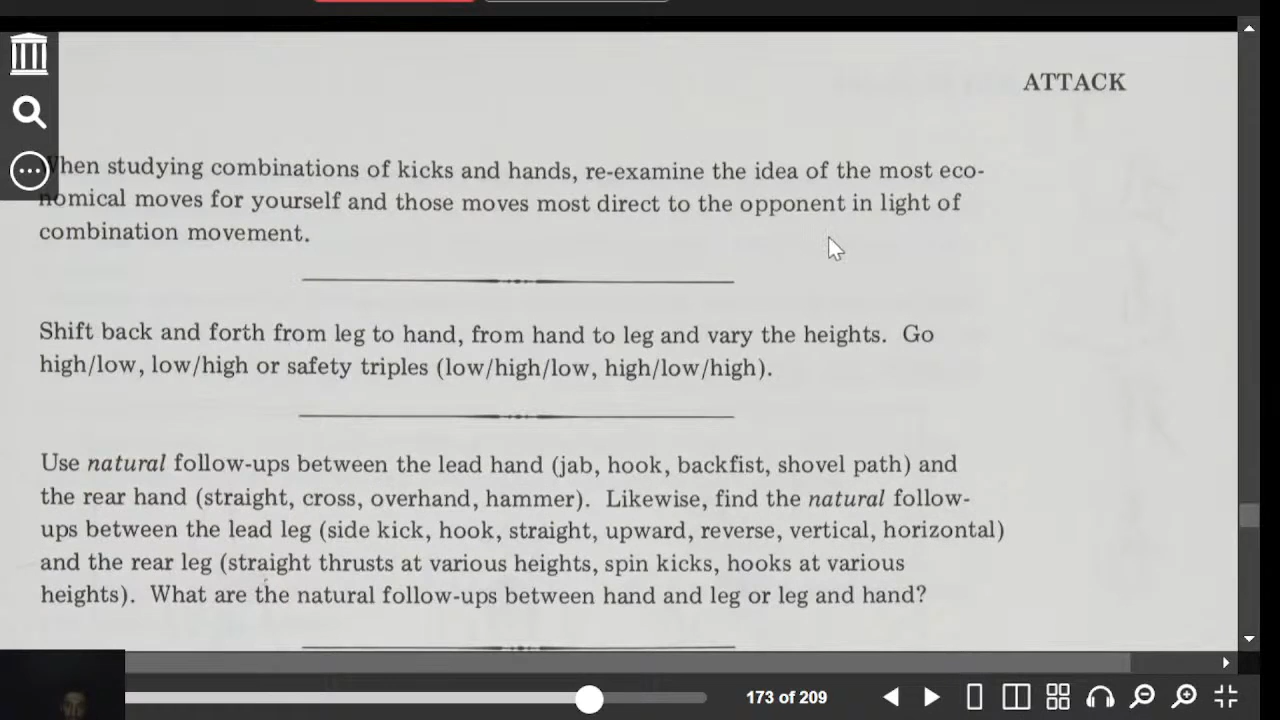 ATTACK
When studying combinations of kicks and hands, re-examine the idea of the most eco-
nomical moves for yourself and those moves most direct to the opponent in light of
combination movement.
Shift back and forth from leg to hand, from hand to leg and vary the heights. Go
high/low, low/high or safety triples (low/high/low, high/low/high).
Use natural follow-ups between the lead hand (jab, hook, backfist, shovel path) and
the rear hand (straight, cross, overhand, hammer). Likewise, find the natural follow-
ups between the lead leg (side kick, hook, straight, upward, reverse, vertical, horizontal)
and the rear leg (straight thrusts at various heights, spin kicks, hooks at various
heights). What are the natural follow-ups between hand and leg or leg and hand?
173 of 209